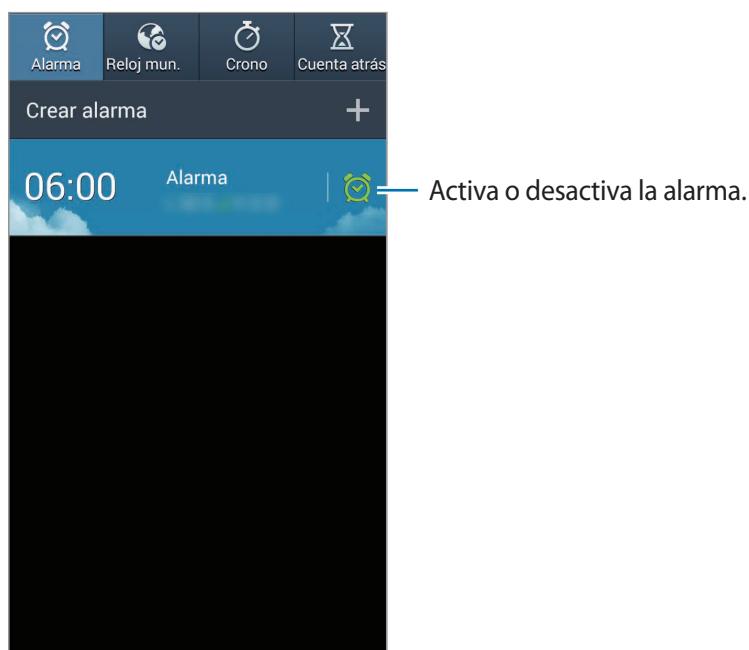 Alarma Reloj mun. Crono Cuenta atrás
Crear alarma
06:00 Alarma
Activa o desactiva la alarma.